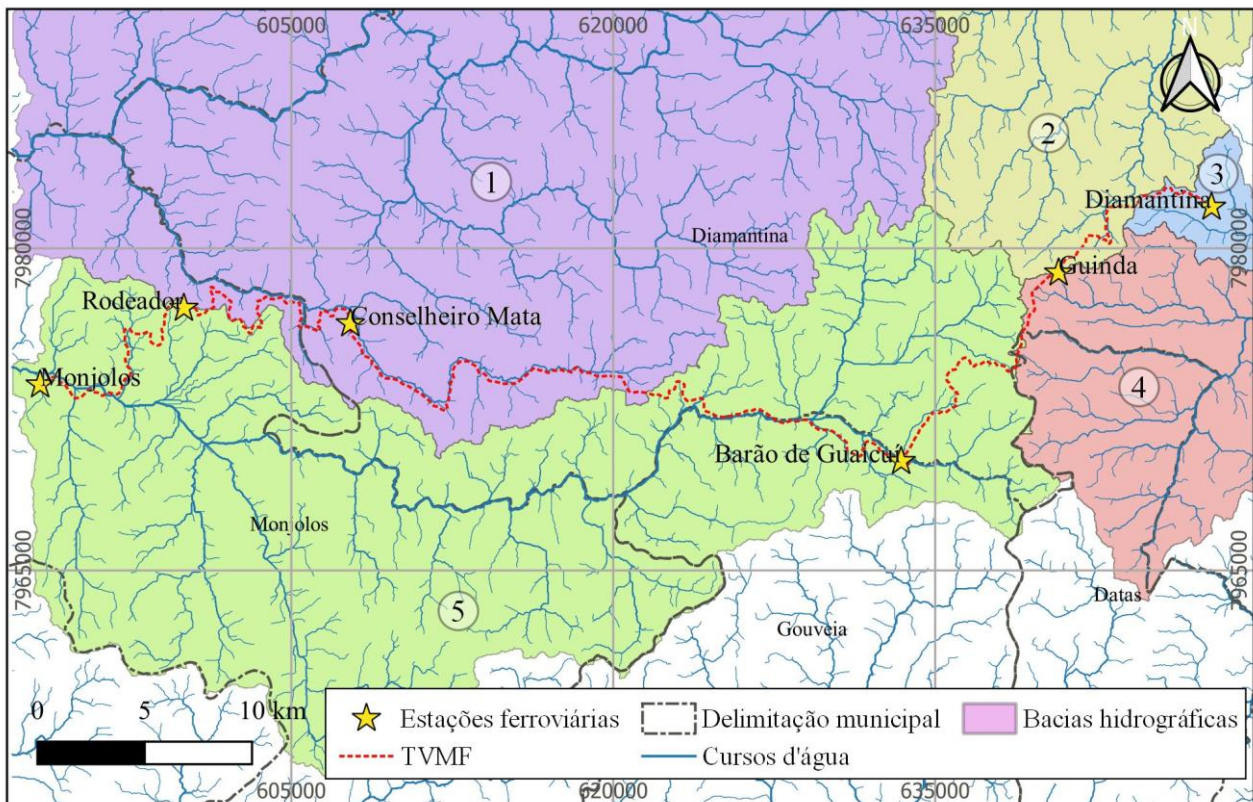 605000
620000
635000
N
2
3
1
Diamantina
Diamantina
7980000
7980000
Guinda
Rodeador
Conselheiro Mata
Monjolos
4
Barão de Guaicuí
Monjolos
7965000
7965000
Datas
5
Gouveia
0 5 10 km
Estações ferroviárias
Delimitação municipal
Bacias hidrográficas
TVMF
Cursos d'água
605000
620000
635000